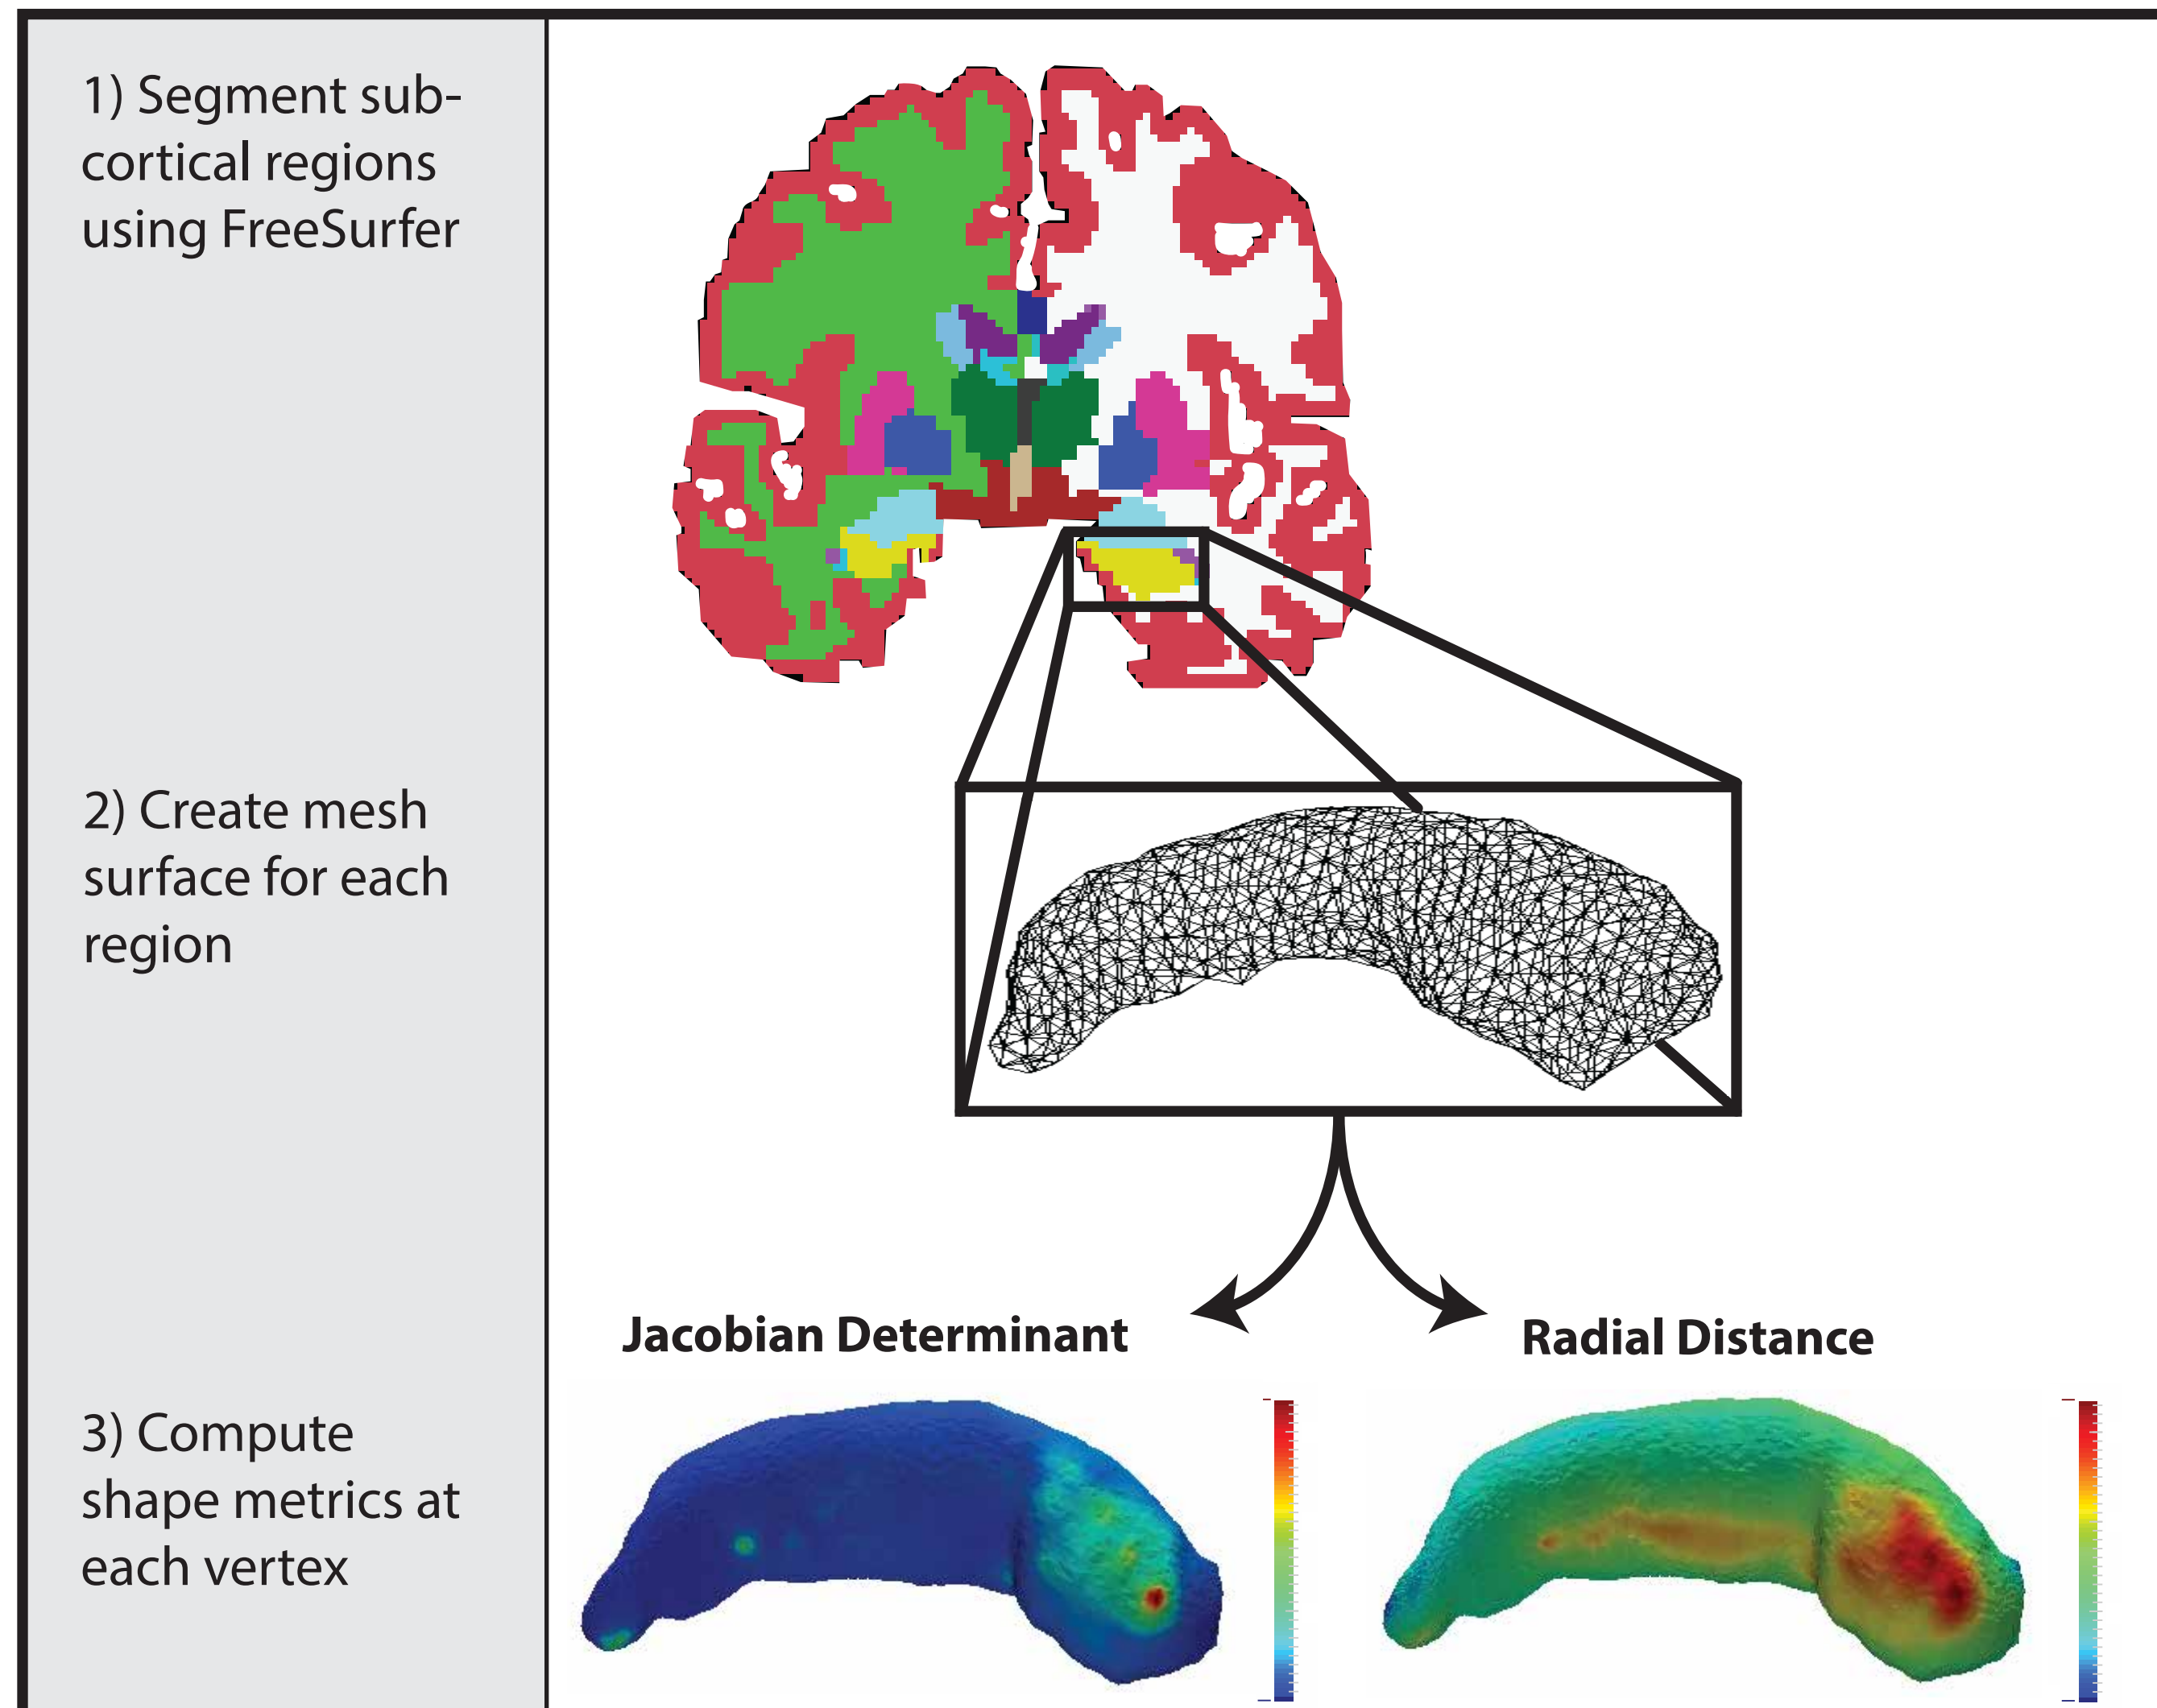 1) Segment sub-
cortical regions
using FreeSurfer
2) Create mesh
surface for each
region
Jacobian Determinant
Radial Distance
3) Compute
shape metrics at
each vertex